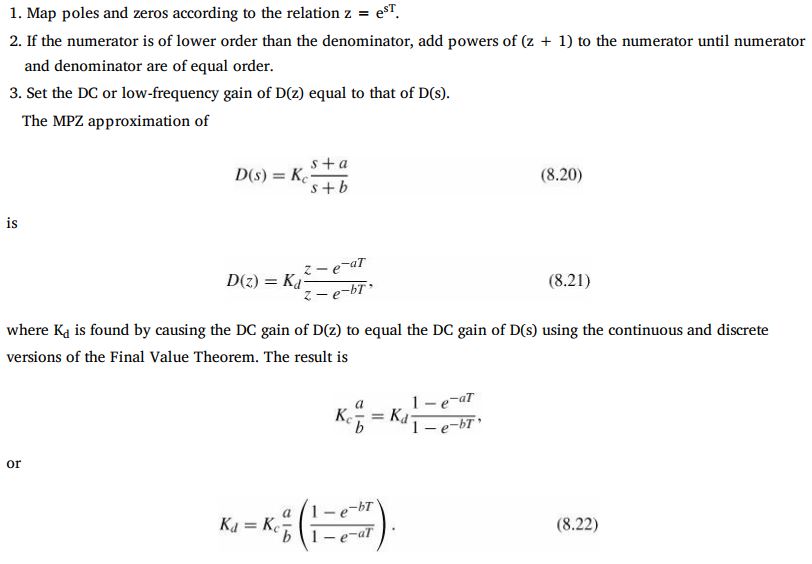 1. Map poles and zeros according to the relation z = e^{sT}.
2. If the numerator is of lower order than the denominator, add powers of (z + 1) to the numerator until numerator
and denominator are of equal order.
3. Set the DC or low-frequency gain of D(z) equal to that of D(s).
The MPZ approximation of
D(s) = K_c \frac{s + a}{s + b} (8.20)
is
D(z) = K_d \frac{z - e^{-aT}}{z - e^{-bT}}, (8.21)
where K_d is found by causing the DC gain of D(z) to equal the DC gain of D(s) using the continuous and discrete
versions of the Final Value Theorem. The result is
K_c \frac{a}{b} = K_d \frac{1 - e^{-aT}}{1 - e^{-bT}},
or
K_d = K_c \frac{a}{b} \left( \frac{1 - e^{-bT}}{1 - e^{-aT}} \right). (8.22)